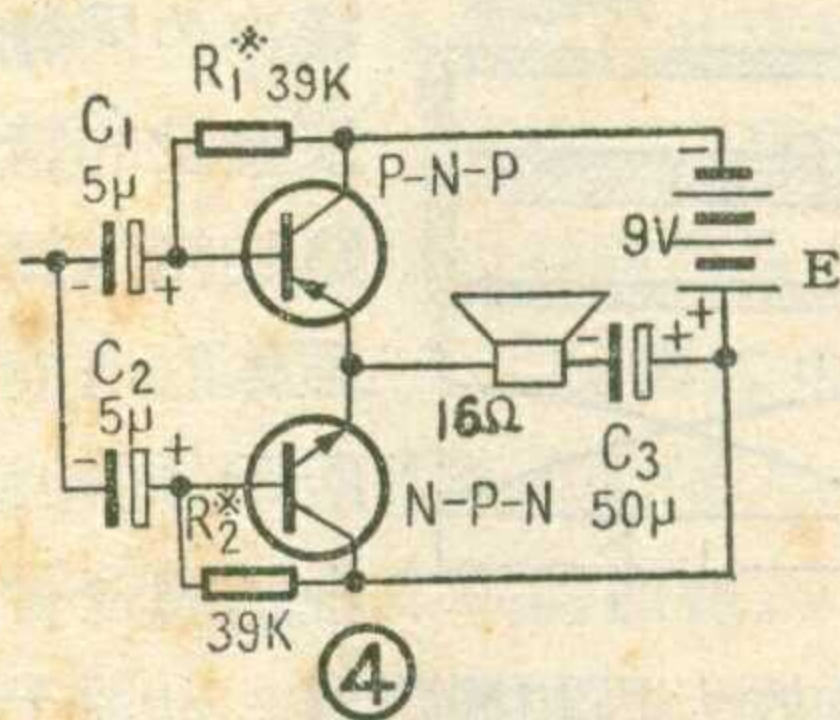 R₁※ 39K
C₁
5μ
P-N-P
-
9V
E
- +
+
C₂
5μ
- +
16Ω
- +
C₃
50μ
R₂※
N-P-N
39K
④